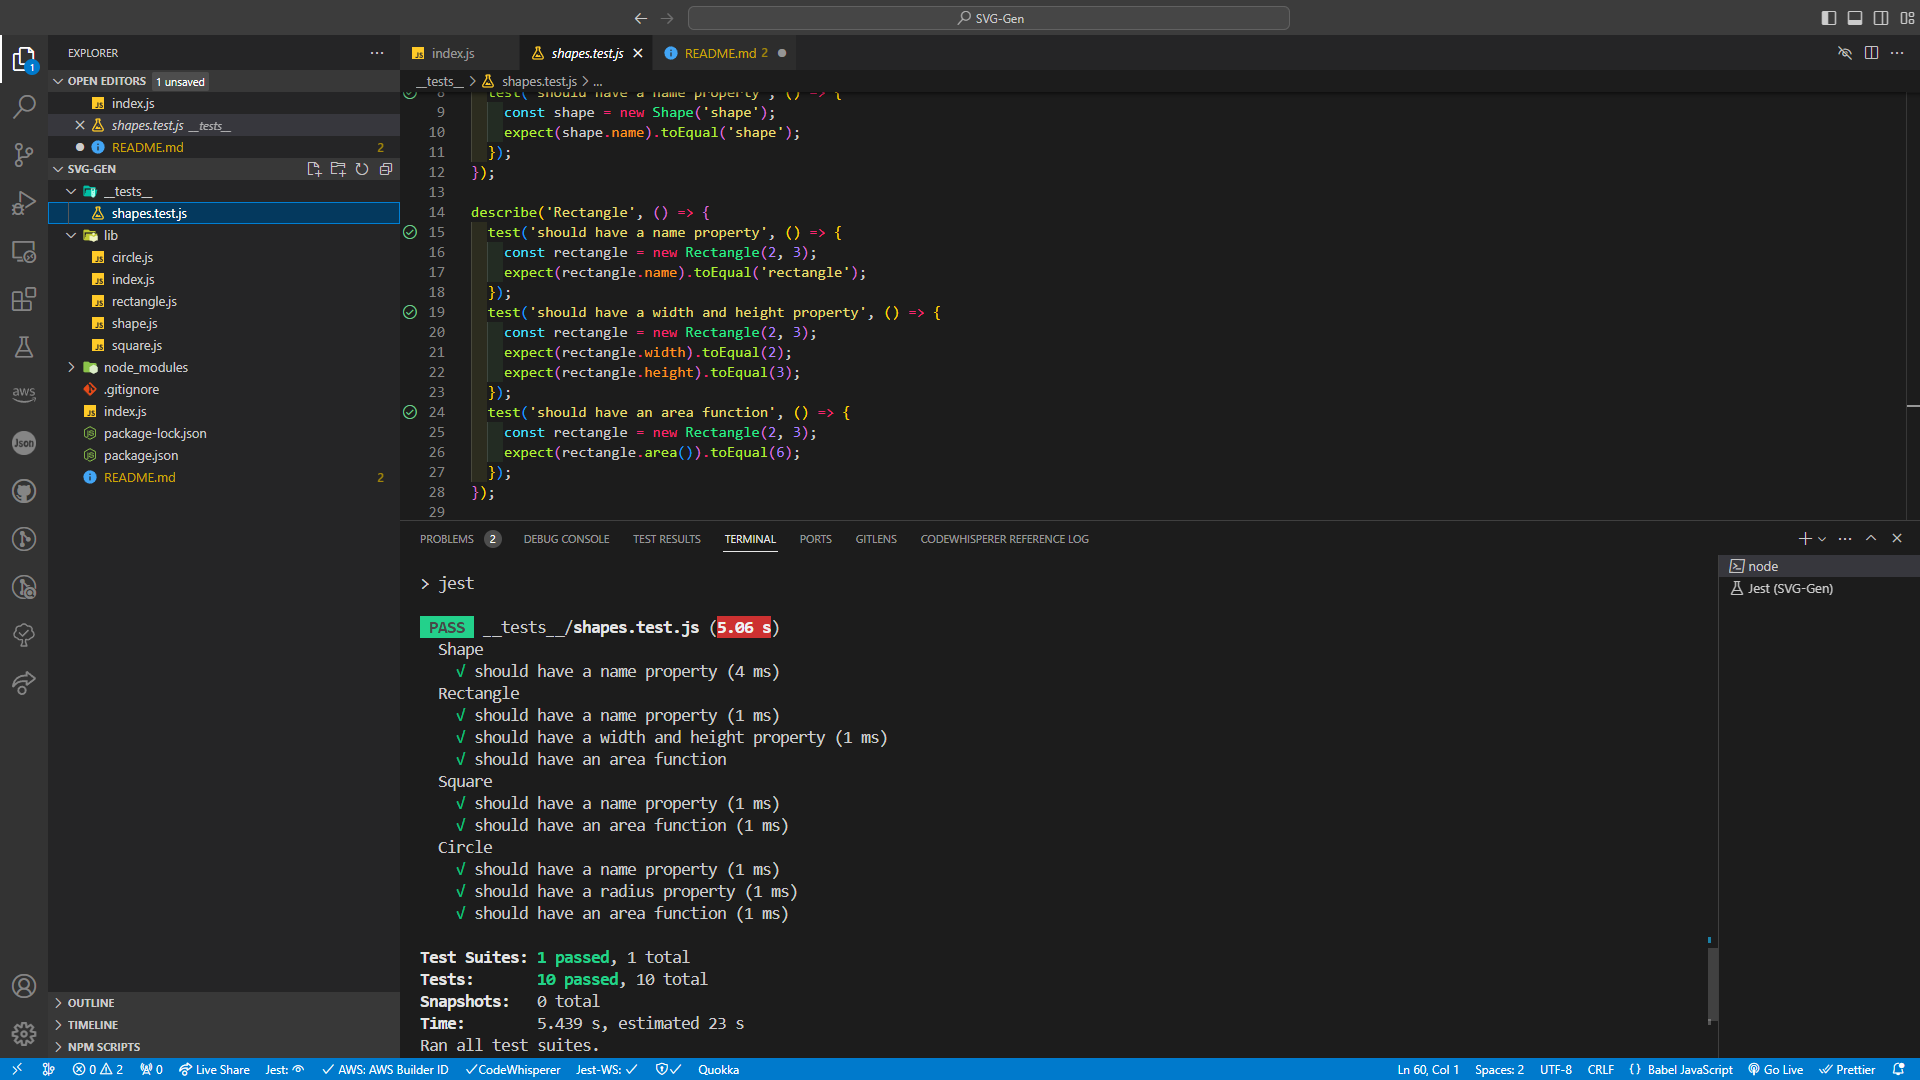 SVG-Gen
EXPLORER
OPEN EDITORS 1 unsaved
index.js
shapes.test.js __tests__
README.md 2
SVG-GEN
__tests__
shapes.test.js
lib
circle.js
index.js
rectangle.js
shape.js
square.js
node_modules
.gitignore
index.js
package-lock.json
package.json
README.md 2
OUTLINE
TIMELINE
NPM SCRIPTS
1
aws
Json
index.js shapes.test.js README.md 2
__tests__ > shapes.test.js > ...
8 test('should have a name property', () => {
9 const shape = new Shape('shape');
10 expect(shape.name).toEqual('shape');
11 });
12 });
13
14 describe('Rectangle', () => {
15 test('should have a name property', () => {
16 const rectangle = new Rectangle(2, 3);
17 expect(rectangle.name).toEqual('rectangle');
18 });
19 test('should have a width and height property', () => {
20 const rectangle = new Rectangle(2, 3);
21 expect(rectangle.width).toEqual(2);
22 expect(rectangle.height).toEqual(3);
23 });
24 test('should have an area function', () => {
25 const rectangle = new Rectangle(2, 3);
26 expect(rectangle.area()).toEqual(6);
27 });
28 });
29
PROBLEMS 2 DEBUG CONSOLE TEST RESULTS TERMINAL PORTS GITLENS CODEWHISPERER REFERENCE LOG
node
Jest (SVG-Gen)
> jest
PASS __tests__/shapes.test.js (5.06 s)
Shape
√ should have a name property (4 ms)
Rectangle
√ should have a name property (1 ms)
√ should have a width and height property (1 ms)
√ should have an area function
Square
√ should have a name property (1 ms)
√ should have an area function (1 ms)
Circle
√ should have a name property (1 ms)
√ should have a radius property (1 ms)
√ should have an area function (1 ms)
Test Suites: 1 passed, 1 total
Tests: 10 passed, 10 total
Snapshots: 0 total
Time: 5.439 s, estimated 23 s
Ran all test suites.
0 2 0 Live Share Jest: AWS: AWS Builder ID CodeWhisperer Jest-WS: Quokka Ln 60, Col 1 Spaces: 2 UTF-8 CRLF {} Babel JavaScript Go Live Prettier